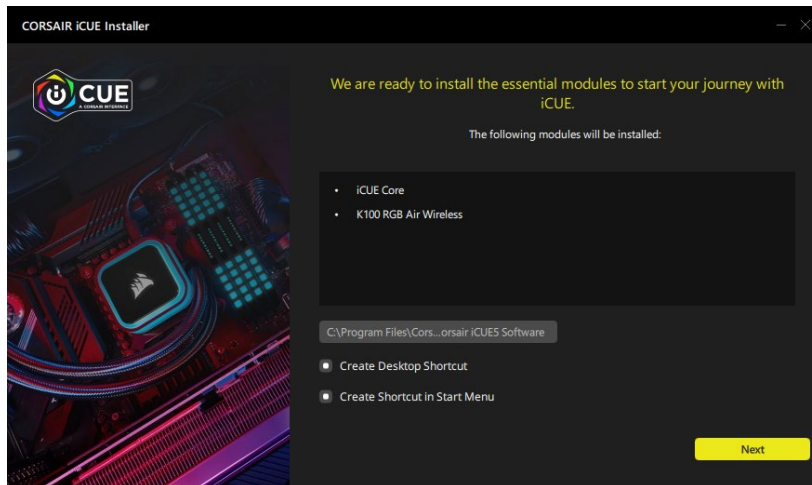 CORSAIR iCUE Installer
iCUE
A CORSAIR INTERFACE
We are ready to install the essential modules to start your journey with
iCUE.
The following modules will be installed:
• iCUE Core
• K100 RGB Air Wireless
C:\Program Files\Cors...orsair iCUE5 Software
Create Desktop Shortcut
Create Shortcut in Start Menu
Next